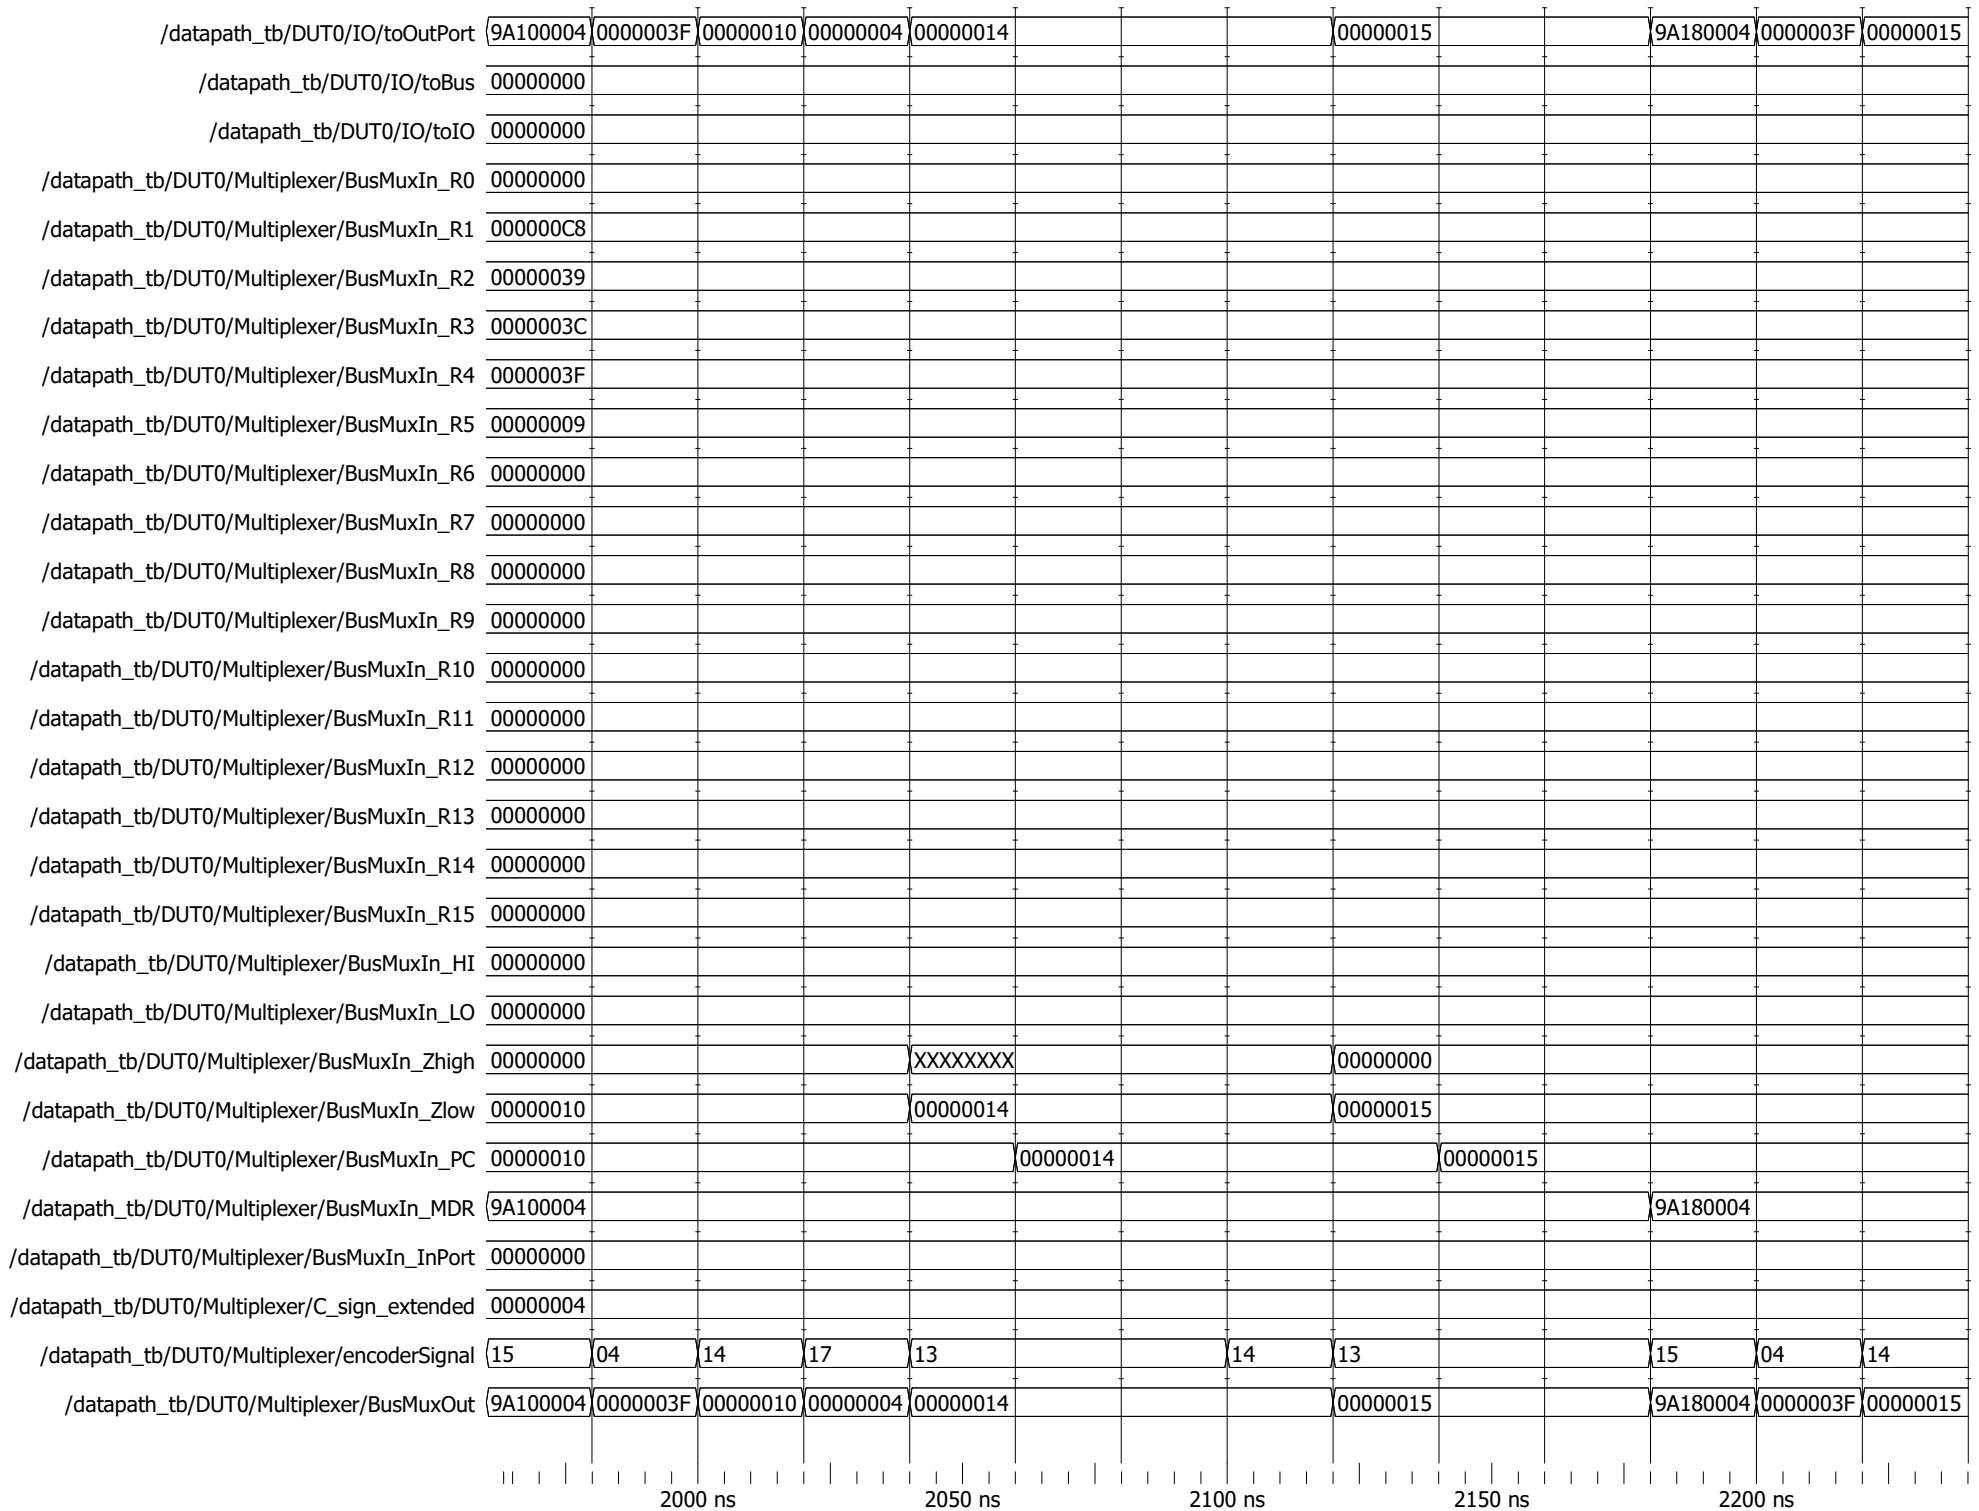 /datapath_tb/DUT0/IO/toOutPort 9A100004 0000003F 00000010 00000004 00000014 00000015 9A180004 0000003F 00000015
/datapath_tb/DUT0/IO/toBus 00000000
/datapath_tb/DUT0/IO/toIO 00000000
/datapath_tb/DUT0/Multiplexer/BusMuxIn_R0 00000000
/datapath_tb/DUT0/Multiplexer/BusMuxIn_R1 000000C8
/datapath_tb/DUT0/Multiplexer/BusMuxIn_R2 00000039
/datapath_tb/DUT0/Multiplexer/BusMuxIn_R3 0000003C
/datapath_tb/DUT0/Multiplexer/BusMuxIn_R4 0000003F
/datapath_tb/DUT0/Multiplexer/BusMuxIn_R5 00000009
/datapath_tb/DUT0/Multiplexer/BusMuxIn_R6 00000000
/datapath_tb/DUT0/Multiplexer/BusMuxIn_R7 00000000
/datapath_tb/DUT0/Multiplexer/BusMuxIn_R8 00000000
/datapath_tb/DUT0/Multiplexer/BusMuxIn_R9 00000000
/datapath_tb/DUT0/Multiplexer/BusMuxIn_R10 00000000
/datapath_tb/DUT0/Multiplexer/BusMuxIn_R11 00000000
/datapath_tb/DUT0/Multiplexer/BusMuxIn_R12 00000000
/datapath_tb/DUT0/Multiplexer/BusMuxIn_R13 00000000
/datapath_tb/DUT0/Multiplexer/BusMuxIn_R14 00000000
/datapath_tb/DUT0/Multiplexer/BusMuxIn_R15 00000000
/datapath_tb/DUT0/Multiplexer/BusMuxIn_HI 00000000
/datapath_tb/DUT0/Multiplexer/BusMuxIn_LO 00000000
/datapath_tb/DUT0/Multiplexer/BusMuxIn_Zhigh 00000000 XXXXXXXX 00000000
/datapath_tb/DUT0/Multiplexer/BusMuxIn_Zlow 00000010 00000014 00000015
/datapath_tb/DUT0/Multiplexer/BusMuxIn_PC 00000010 00000014 00000015
/datapath_tb/DUT0/Multiplexer/BusMuxIn_MDR 9A100004 9A180004
/datapath_tb/DUT0/Multiplexer/BusMuxIn_InPort 00000000
/datapath_tb/DUT0/Multiplexer/C_sign_extended 00000004
/datapath_tb/DUT0/Multiplexer/encoderSignal 15 04 14 17 13 14 13 15 04 14
/datapath_tb/DUT0/Multiplexer/BusMuxOut 9A100004 0000003F 00000010 00000004 00000014 00000015 9A180004 0000003F 00000015
2000 ns 2050 ns 2100 ns 2150 ns 2200 ns